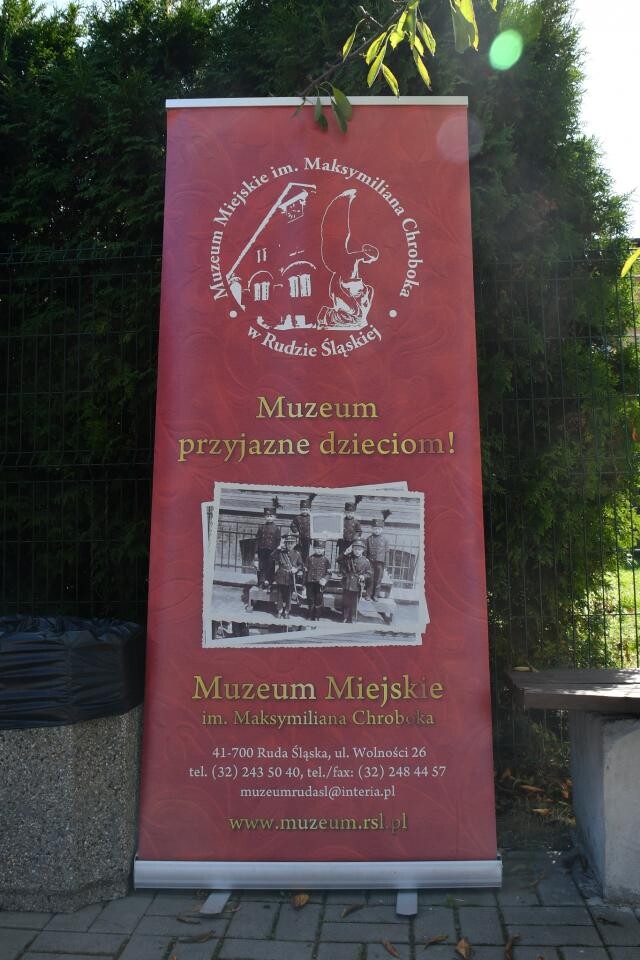 Muzeum Miejskie im. Maksymiliana Chroboka
w Rudzie Śląskiej
Muzeum
przyjazne dzieciom!
Muzeum Miejskie
im. Maksymiliana Chroboka
41-700 Ruda Śląska, ul. Wolności 26
tel. (32) 243 50 40, tel./fax: (32) 248 44 57
muzeumrudasl@interia.pl
www.muzeum.rsl.pl